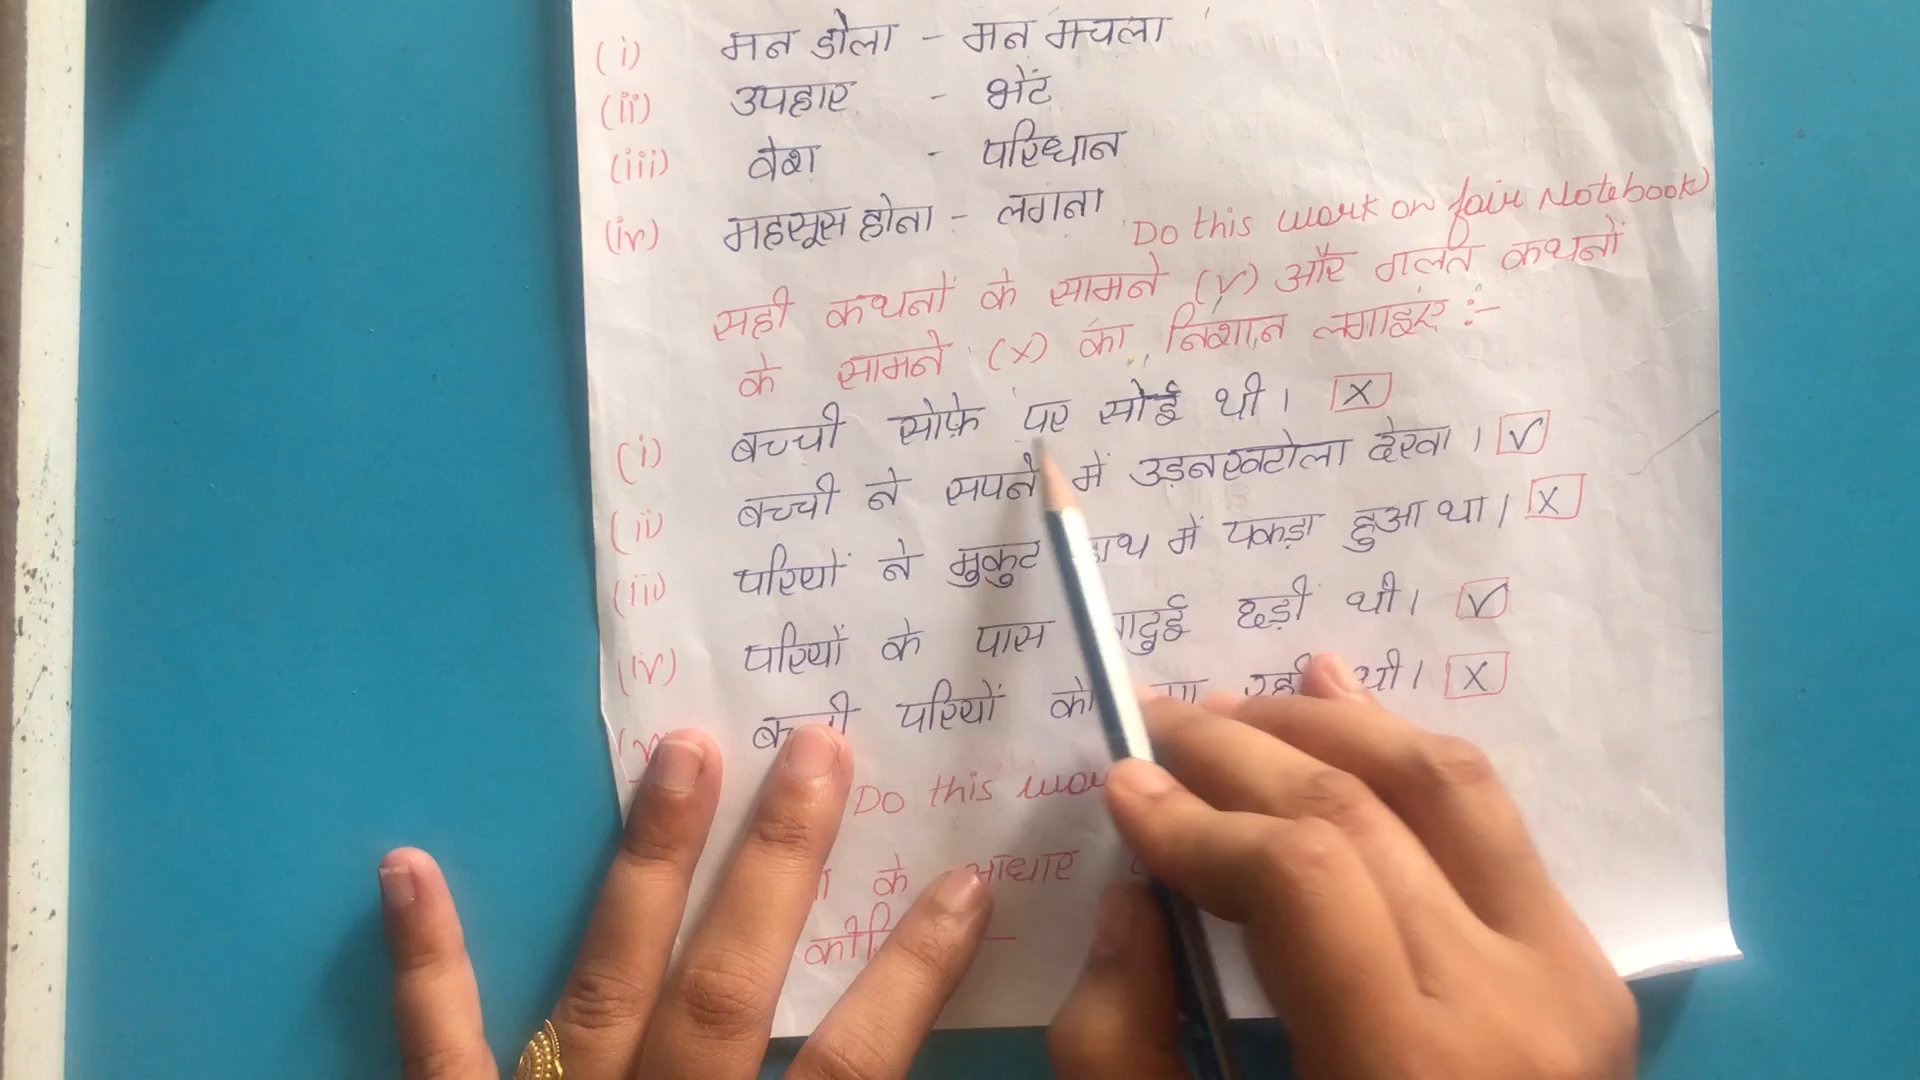 (i) मन डोला - मन मचला
(ii) उपहार - भेंट
(iii) वेश - परिधान
(iv) महसूस होना - लगना
Do this work on fair Notebook)
सही कथनों के सामने (✓) और गलत कथनों
के सामने (x) का निशान लगाइए :-
(i) बच्ची सोफ़े पर सोई थी। x
(ii) बच्ची ने सपने में उड़नखटोला देखा। ✓
(iii) परियों ने मुकुट हाथ में पकड़ा हुआ था। x
(iv) परियों के पास जादुई छड़ी थी। ✓
(v) बच्ची परियों को रही थी। x
Do this
के आधार